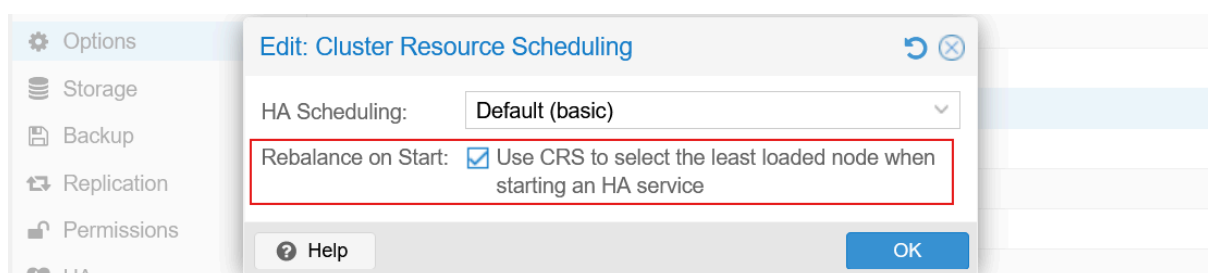 Options
Edit: Cluster Resource Scheduling
Storage
HA Scheduling: Default (basic)
Backup
Rebalance on Start: Use CRS to select the least loaded node when
starting an HA service
Replication
Permissions
Help
OK